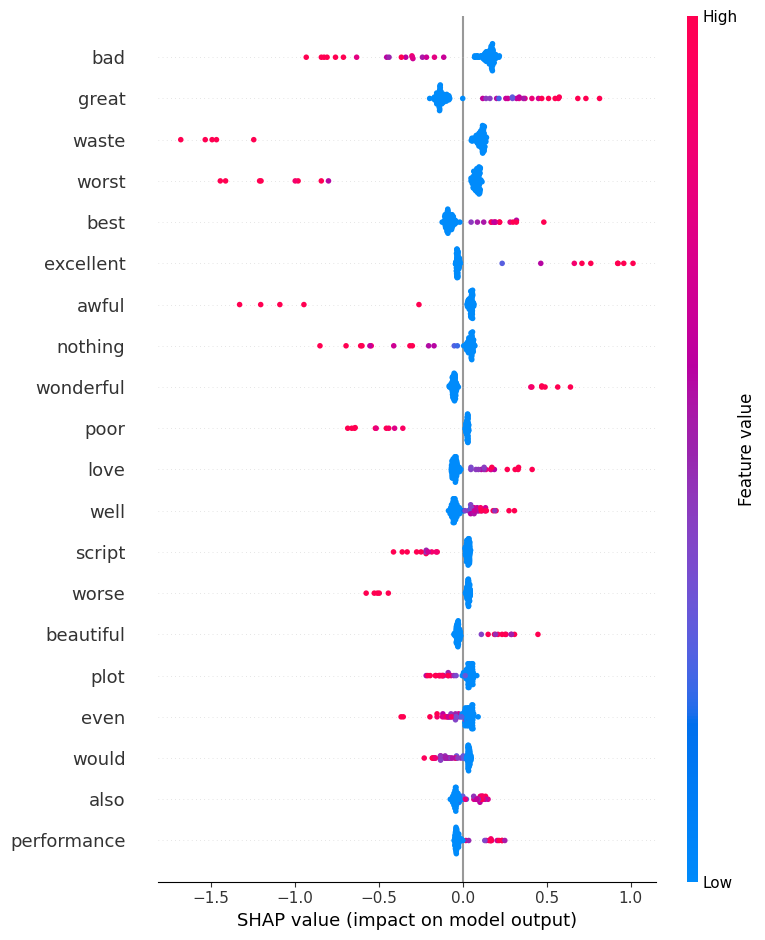 High
bad
great
waste
worst
best
excellent
awful
nothing
wonderful
poor
love
well
script
worse
beautiful
plot
even
would
also
performance
Feature value
Low
−1.5 −1.0 −0.5 0.0 0.5 1.0
SHAP value (impact on model output)